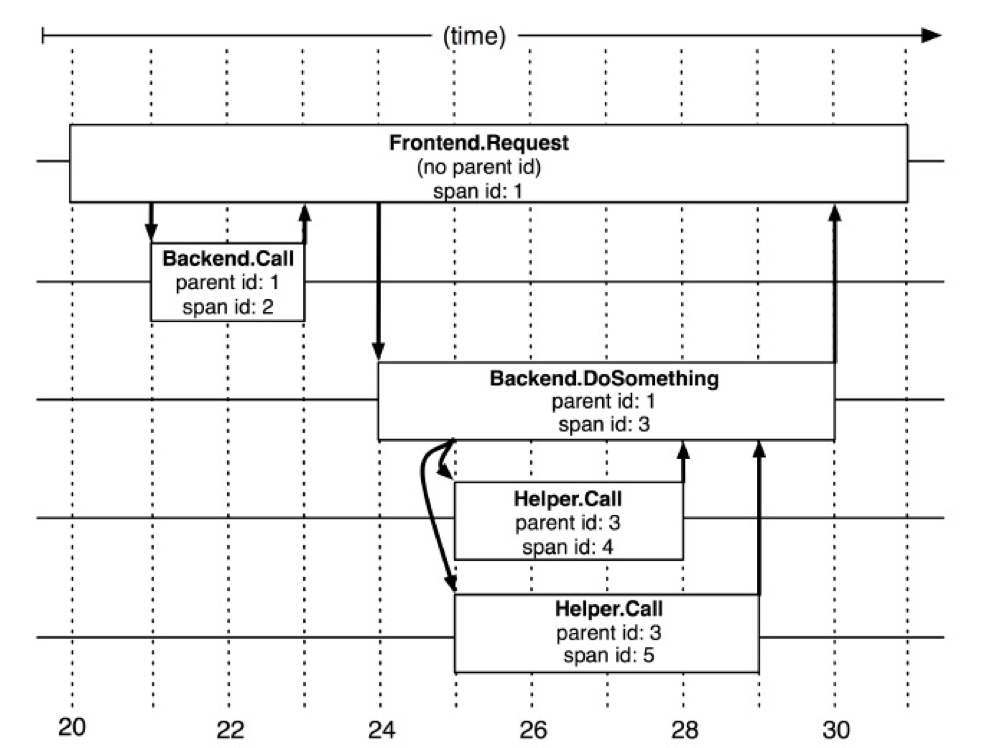 (time)
Frontend.Request
(no parent id)
span id: 1
Backend.Call
parent id: 1
span id: 2
Backend.DoSomething
parent id: 1
span id: 3
Helper.Call
parent id: 3
span id: 4
Helper.Call
parent id: 3
span id: 5
20 22 24 26 28 30